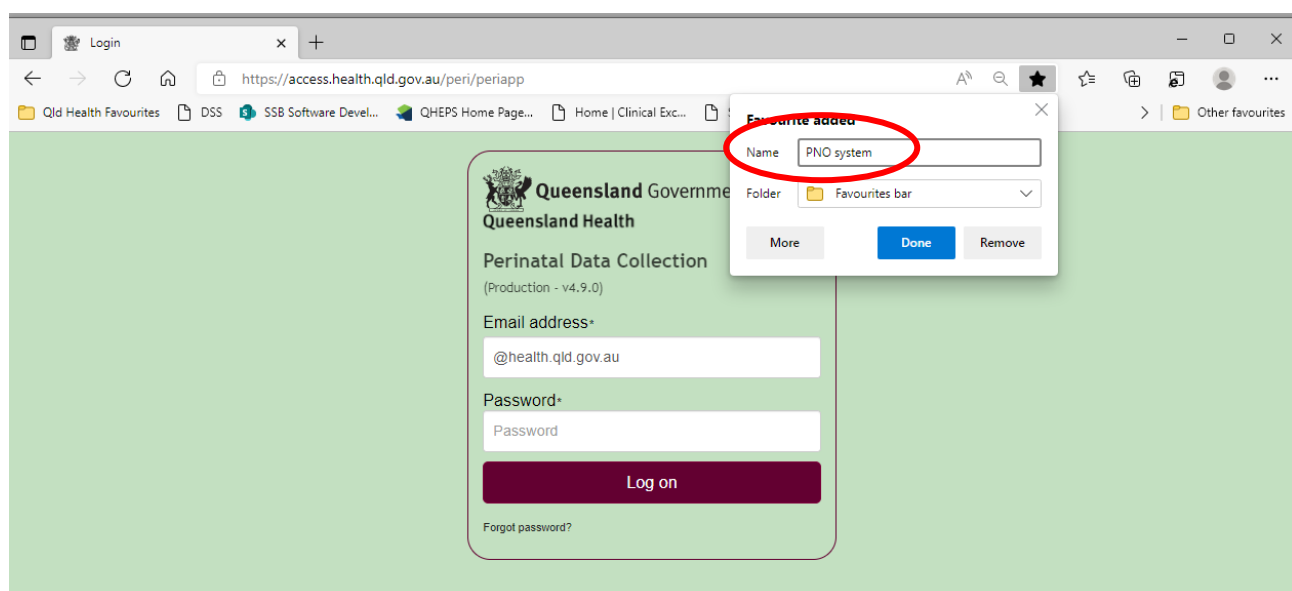 Login
https://access.health.qld.gov.au/peri/periapp
Qld Health Favourites DSS SSB Software Devel... QHEPS Home Page... Home | Clinical Exc... Other favourites
Favourite added
Name PNO system
Folder Favourites bar
More Done Remove
Queensland Governme
Queensland Health
Perinatal Data Collection
(Production - v4.9.0)
Email address*
@health.qld.gov.au
Password*
Password
Log on
Forgot password?